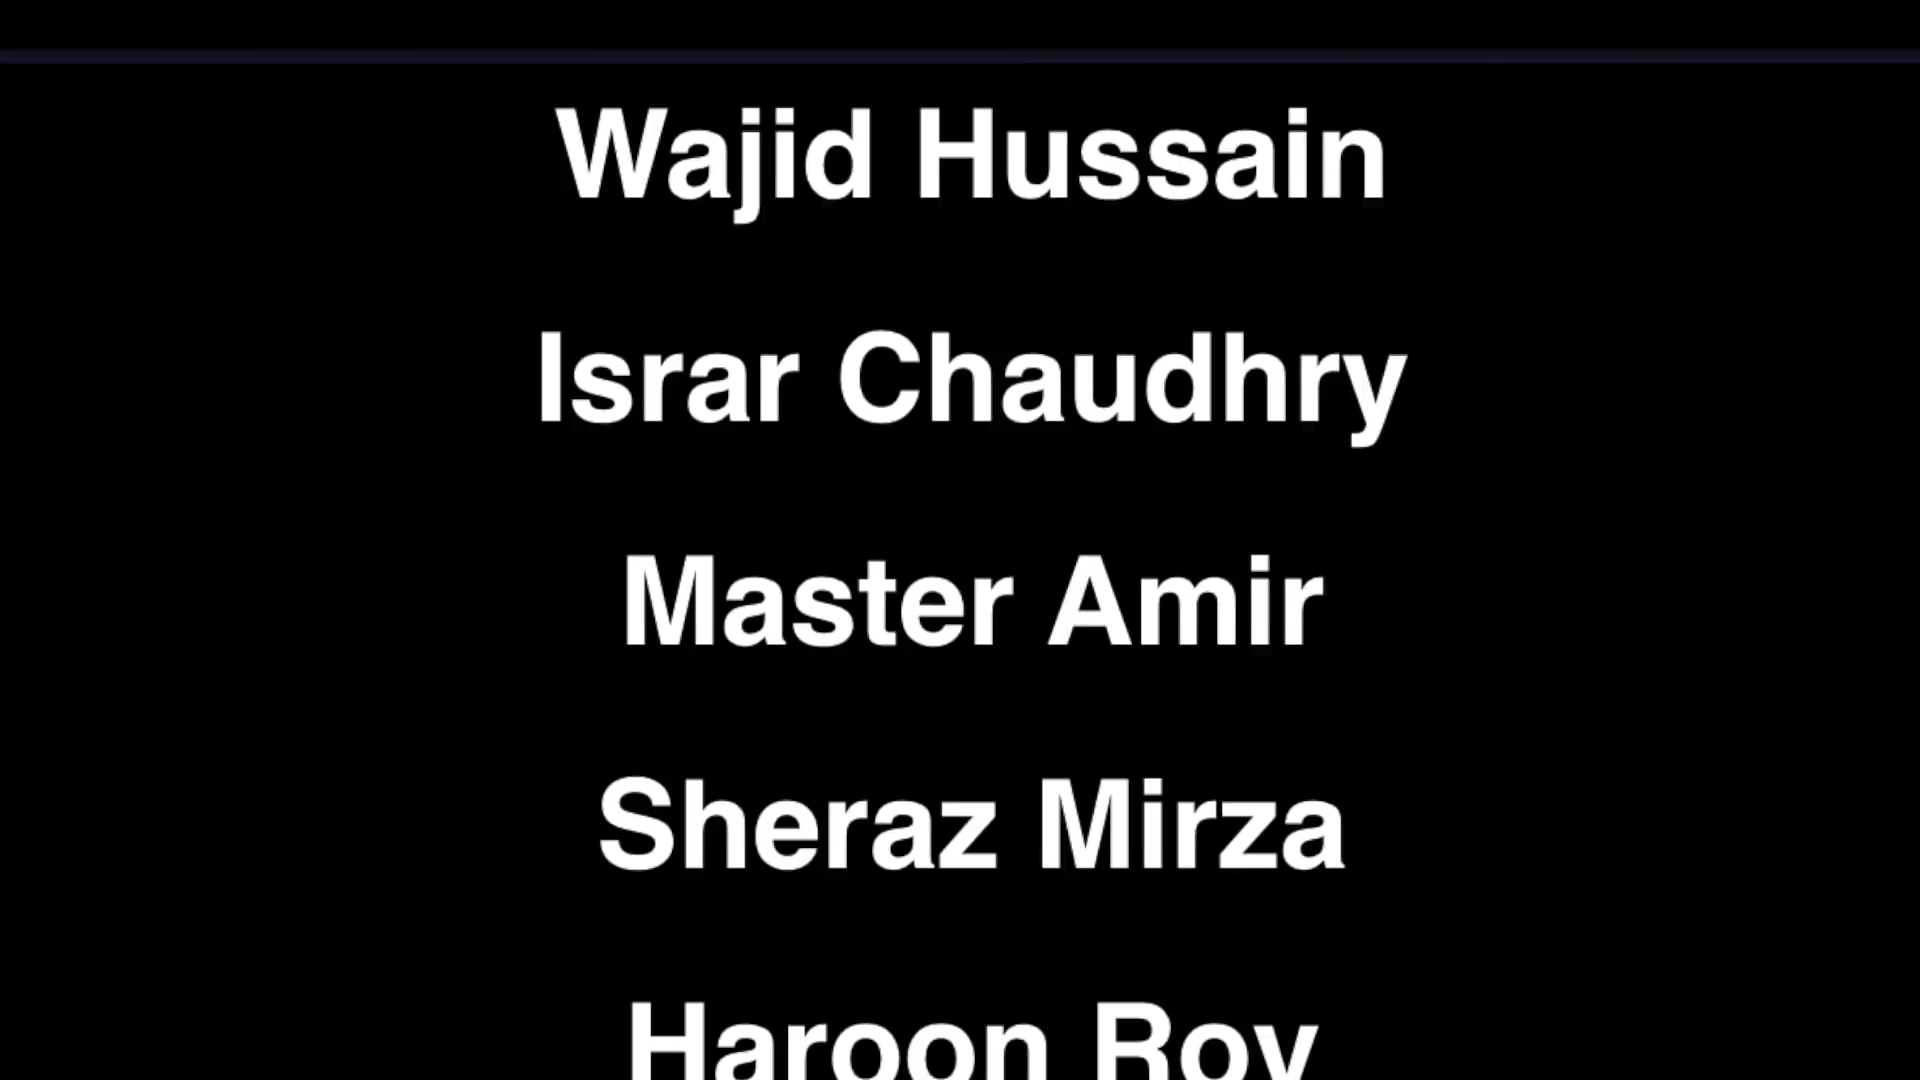 Wajid Hussain
Israr Chaudhry
Master Amir
Sheraz Mirza
Haroon Roy